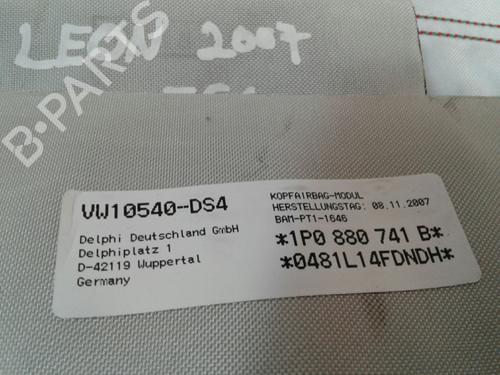 LEON 2007
B-PARTS
VW10540-DS4
Delphi Deutschland GmbH
Delphiplatz 1
D-42119 Wuppertal
Germany
KOPFAIRBAG-MODUL
HERSTELLUNGSTAG: 08.11.2007
BAM-PT1-1646
*1P0 880 741 B*
*0481L14FDNDH*